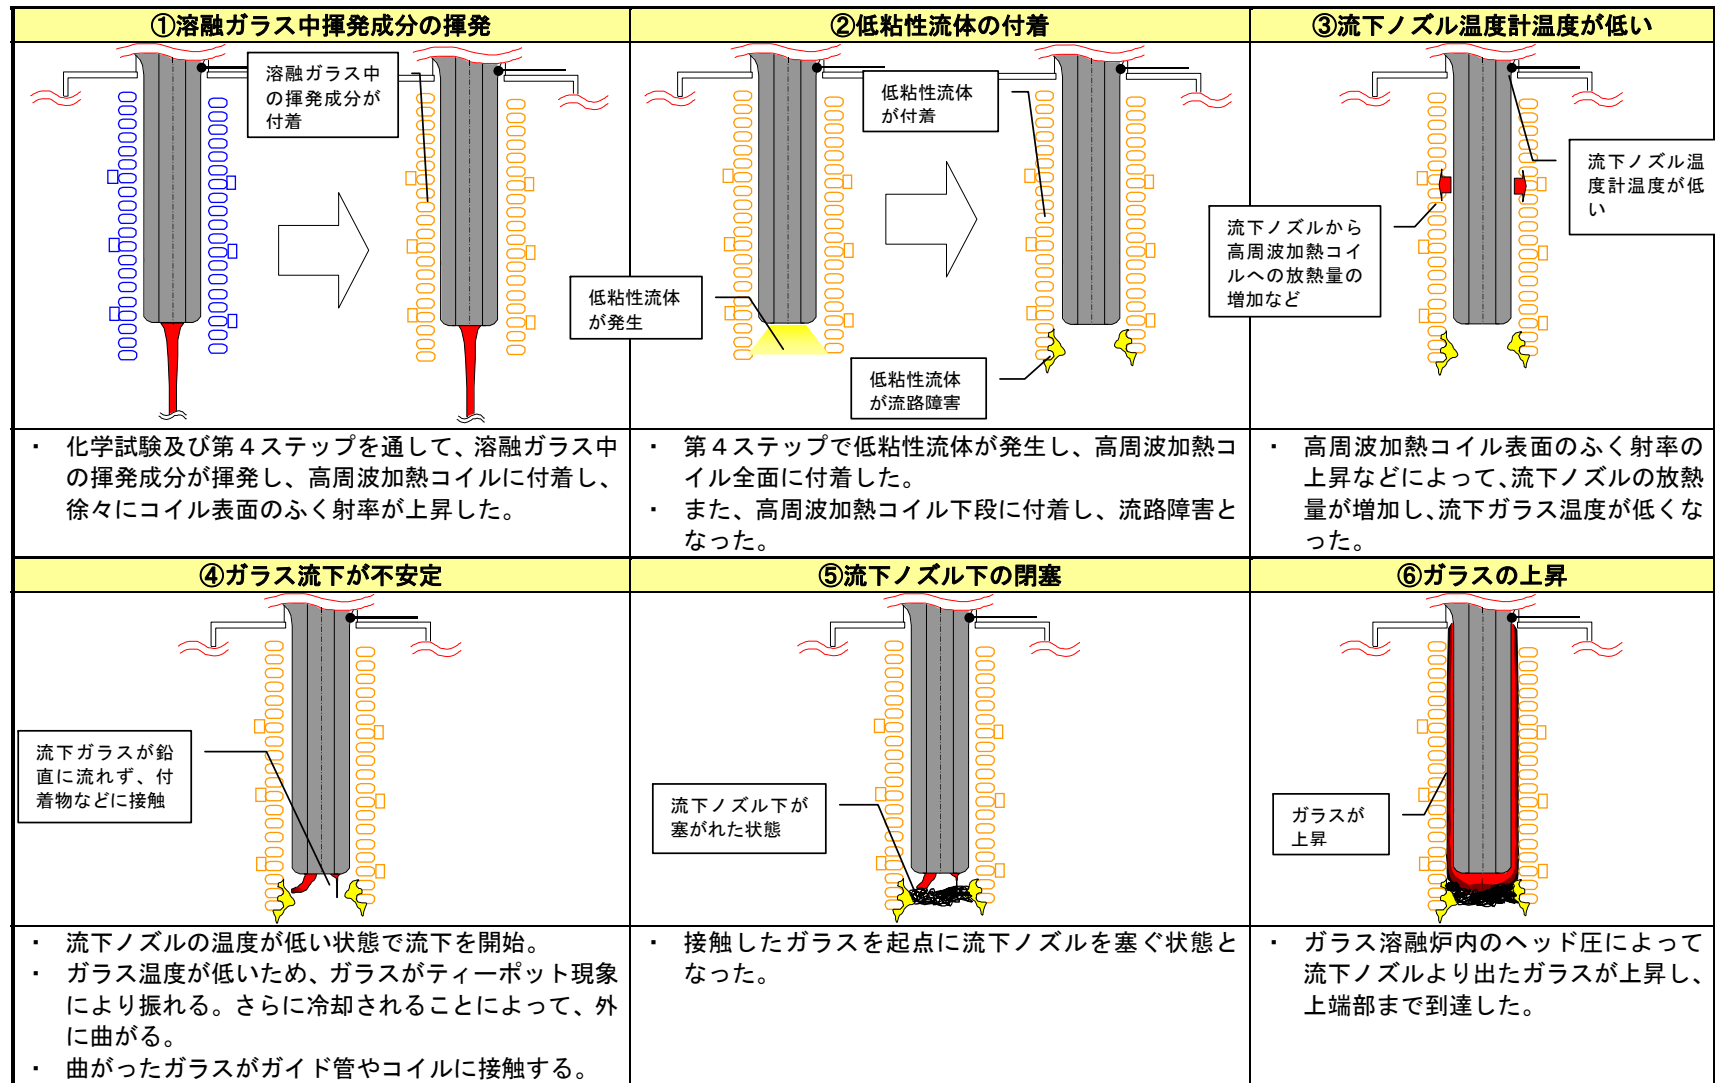 ①溶融ガラス中揮発成分の揮発
溶融ガラス中
の揮発成分が
付着
・ 化学試験及び第４ステップを通して、溶融ガラス中
の揮発成分が揮発し、高周波加熱コイルに付着し、
徐々にコイル表面のふく射率が上昇した。
②低粘性流体の付着
低粘性流体
が付着
低粘性流体
が発生
低粘性流体
が流路障害
・ 第４ステップで低粘性流体が発生し、高周波加熱コ
イル全面に付着した。
・ また、高周波加熱コイル下段に付着し、流路障害と
なった。
③流下ノズル温度計温度が低い
流下ノズル温
度計温度が低
い
流下ノズルから
高周波加熱コイ
ルへの放熱量の
増加など
・ 高周波加熱コイル表面のふく射率の
上昇などによって、流下ノズルの放熱
量が増加し、流下ガラス温度が低くな
った。
④ガラス流下が不安定
流下ガラスが鉛
直に流れず、付
着物などに接触
・ 流下ノズルの温度が低い状態で流下を開始。
・ ガラス温度が低いため、ガラスがティーポット現象
により振れる。さらに冷却されることによって、外
に曲がる。
・ 曲がったガラスがガイド管やコイルに接触する。
⑤流下ノズル下の閉塞
流下ノズル下が
塞がれた状態
・ 接触したガラスを起点に流下ノズルを塞ぐ状態と
なった。
⑥ガラスの上昇
ガラスが
上昇
・ ガラス溶融炉内のヘッド圧によって
流下ノズルより出たガラスが上昇し、
上端部まで到達した。